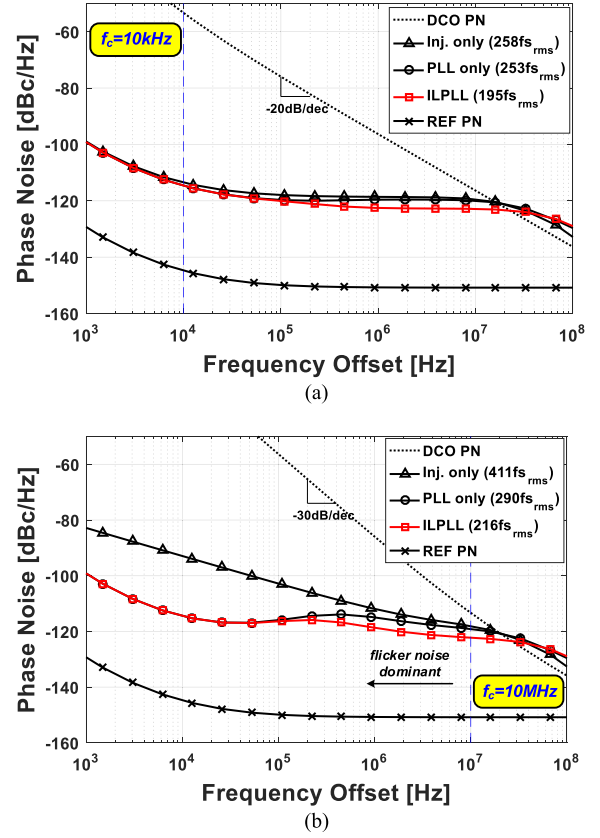 f_c=10kHz
DCO PN
Inj. only (258fs_rms)
PLL only (253fs_rms)
ILPLL (195fs_rms)
REF PN
-20dB/dec
-60
-80
-100
-120
-140
-160
Phase Noise [dBc/Hz]
10^3 10^4 10^5 10^6 10^7 10^8
Frequency Offset [Hz]
(a)
DCO PN
Inj. only (411fs_rms)
PLL only (290fs_rms)
ILPLL (216fs_rms)
REF PN
-30dB/dec
flicker noise
dominant
f_c=10MHz
-60
-80
-100
-120
-140
-160
Phase Noise [dBc/Hz]
10^3 10^4 10^5 10^6 10^7 10^8
Frequency Offset [Hz]
(b)